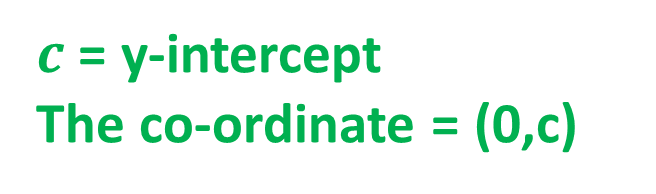 c = y-intercept
The co-ordinate = (0,c)